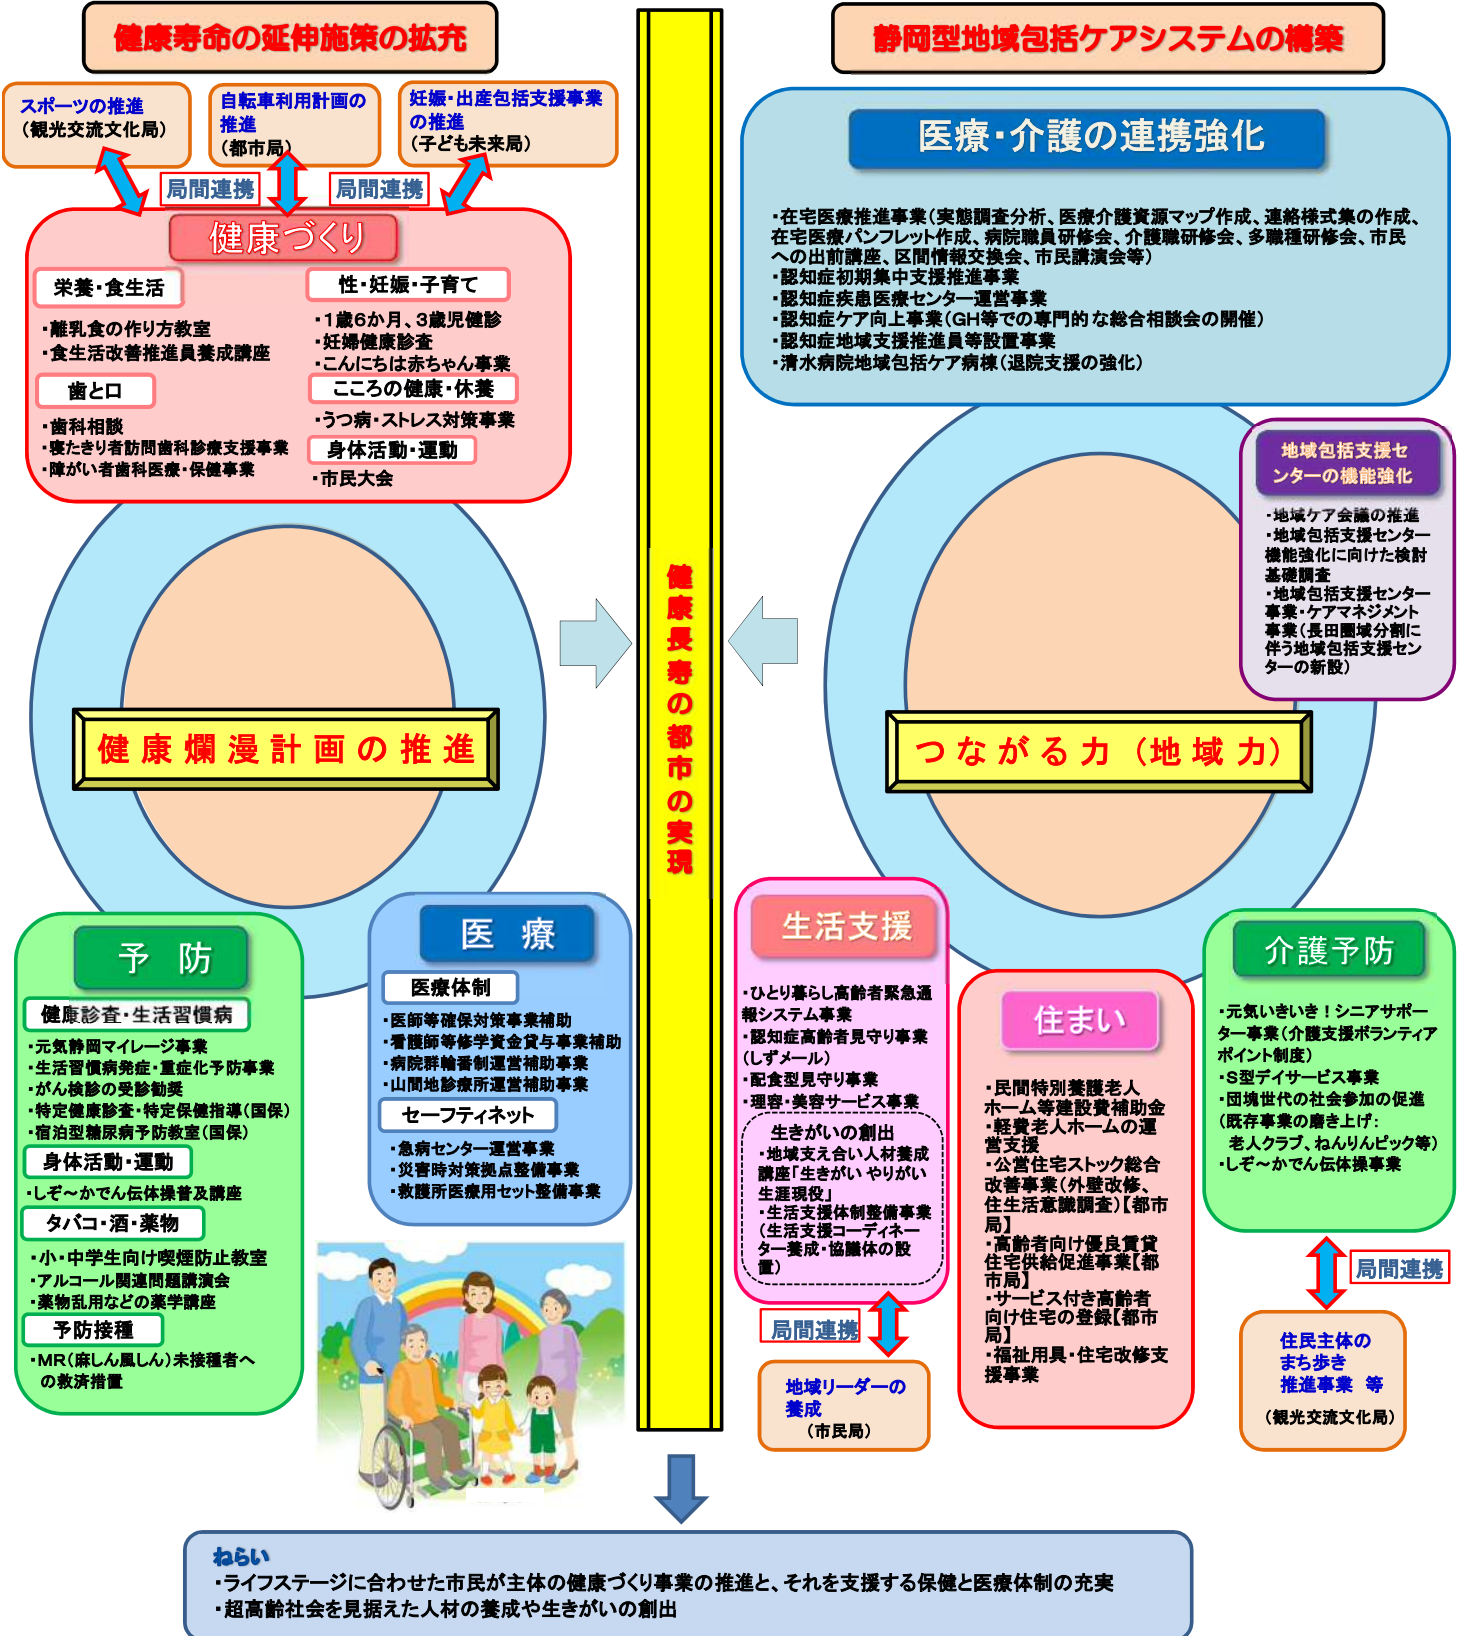 健康寿命の延伸施策の拡充
スポーツの推進
（観光交流文化局）
自転車利用計画の
推進
（都市局）
妊娠・出産包括支援事業
の推進
（子ども未来局）
局間連携
局間連携
健康づくり
栄養・食生活
・離乳食の作り方教室
・食生活改善推進員養成講座
歯と口
・歯科相談
・寝たきり者訪問歯科診療支援事業
・障がい者歯科医療・保健事業
性・妊娠・子育て
・１歳６か月、３歳児健診
・妊婦健康診査
・こんにちは赤ちゃん事業
こころの健康・休養
・うつ病・ストレス対策事業
身体活動・運動
・市民大会
健康爛漫計画の推進
予 防
健康診査・生活習慣病
・元気静岡マイレージ事業
・生活習慣病発症・重症化予防事業
・がん検診の受診勧奨
・特定健康診査・特定保健指導（国保）
・宿泊型糖尿病予防教室（国保）
身体活動・運動
・しぞ～かでん伝体操普及講座
タバコ・酒・薬物
・小・中学生向け喫煙防止教室
・アルコール関連問題講演会
・薬物乱用などの薬学講座
予防接種
・MR（麻しん風しん）未接種者へ
の救済措置
医 療
医療体制
・医師等確保対策事業補助
・看護師等修学資金貸与事業補助
・病院群輪番制運営補助事業
・山間地診療所運営補助事業
セーフティネット
・急病センター運営事業
・災害時対策拠点整備事業
・救護所医療用セット整備事業
健康長寿の都市の実現
静岡型地域包括ケアシステムの構築
医療・介護の連携強化
・在宅医療推進事業（実態調査分析、医療介護資源マップ作成、連絡様式集の作成、
在宅医療パンフレット作成、病院職員研修会、介護職研修会、多職種研修会、市民
への出前講座、区間情報交換会、市民講演会等）
・認知症初期集中支援推進事業
・認知症疾患医療センター運営事業
・認知症ケア向上事業（GH等での専門的な総合相談会の開催）
・認知症地域支援推進員等設置事業
・清水病院地域包括ケア病棟（退院支援の強化）
地域包括支援セ
ンターの機能強化
・地域ケア会議の推進
・地域包括支援センター
機能強化に向けた検討
基礎調査
・地域包括支援センター
事業・ケアマネジメント
事業（長田圏域分割に
伴う地域包括支援セン
ターの新設）
つながる力（地域力）
生活支援
・ひとり暮らし高齢者緊急通
報システム事業
・認知症高齢者見守り事業
（しずメール）
・配食型見守り事業
・理容・美容サービス事業
生きがいの創出
・地域支え合い人材養成
講座「生きがい やりがい
生涯現役」
・生活支援体制整備事業
（生活支援コーディネー
ター養成・協議体の設
置）
局間連携
地域リーダーの
養成
（市民局）
住まい
・民間特別養護老人
ホーム等建設費補助金
・軽費老人ホームの運
営支援
・公営住宅ストック総合
改善事業（外壁改修、
住生活意識調査）【都市
局】
・高齢者向け優良賃貸
住宅供給促進事業【都
市局】
・サービス付き高齢者
向け住宅の登録【都市
局】
・福祉用具・住宅改修支
援事業
介護予防
・元気いきいき！シニアサポー
ター事業（介護支援ボランティア
ポイント制度）
・S型デイサービス事業
・団塊世代の社会参加の促進
（既存事業の磨き上げ：
老人クラブ、ねんりんピック等）
・しぞ～かでん伝体操事業
局間連携
住民主体の
まち歩き
推進事業 等
（観光交流文化局）
ねらい
・ライフステージに合わせた市民が主体の健康づくり事業の推進と、それを支援する保健と医療体制の充実
・超高齢社会を見据えた人材の養成や生きがいの創出